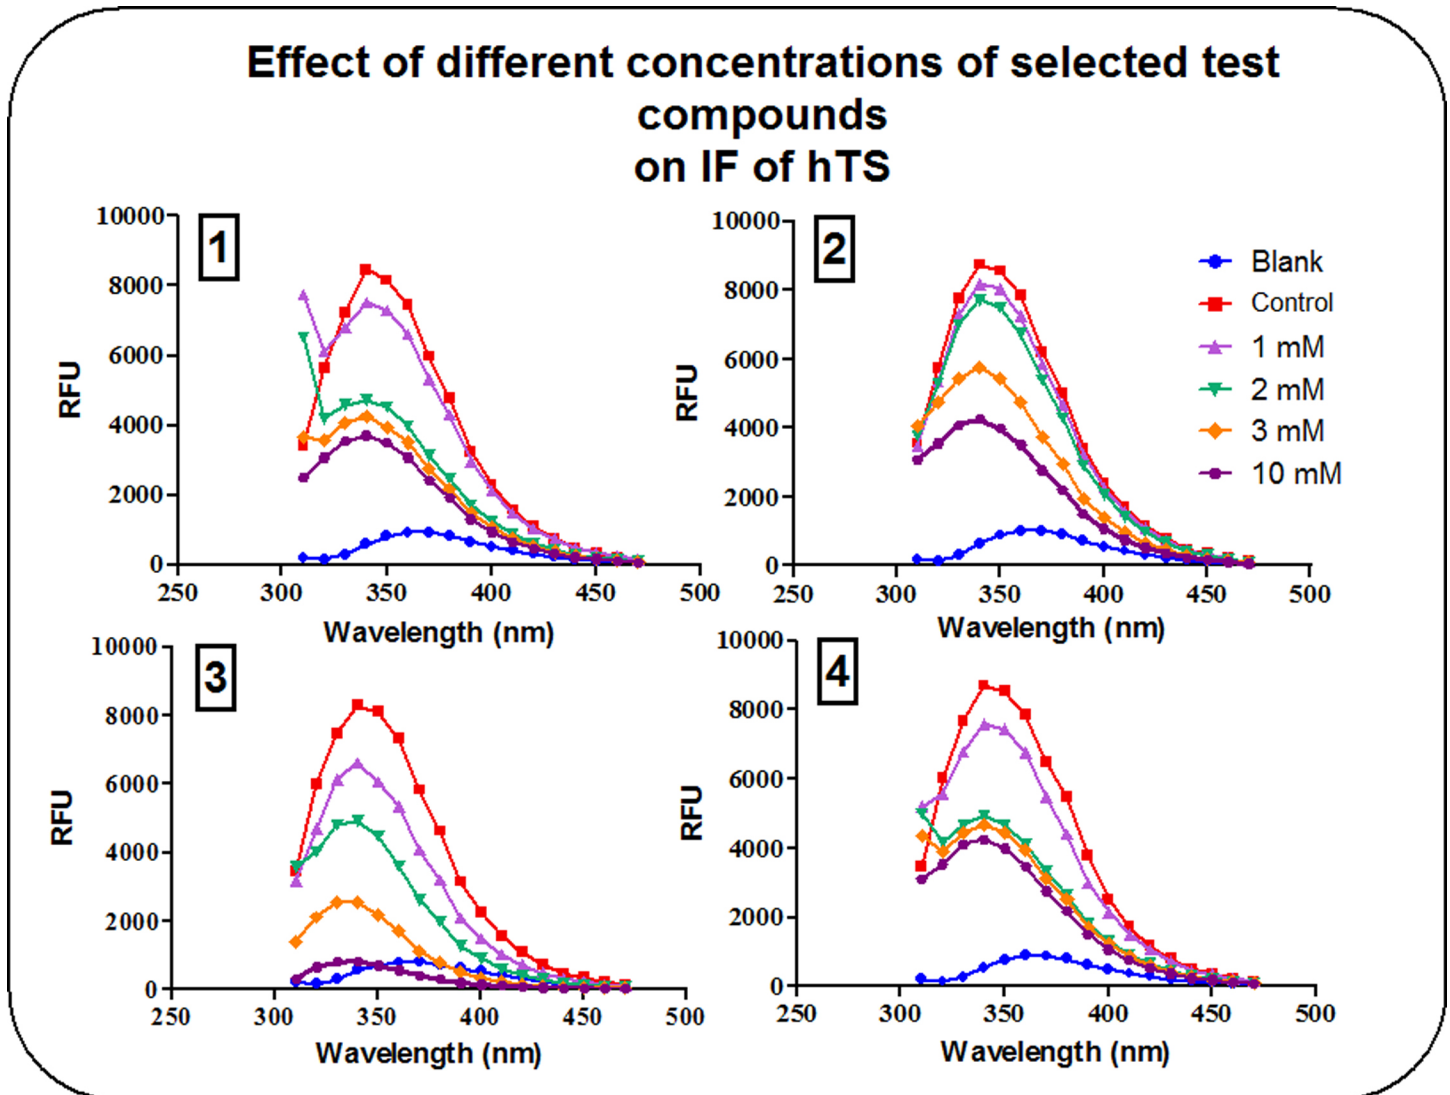 Effect of different concentrations of selected test
compounds
on IF of hTS
1
10000
8000
6000
4000
2000
0
RFU
250 300 350 400 450 500
Wavelength (nm)
2
10000
8000
6000
4000
2000
0
RFU
250 300 350 400 450 500
Wavelength (nm)
Blank
Control
1 mM
2 mM
3 mM
10 mM
3
10000
8000
6000
4000
2000
0
RFU
250 300 350 400 450 500
Wavelength (nm)
4
10000
8000
6000
4000
2000
0
RFU
250 300 350 400 450 500
Wavelength (nm)